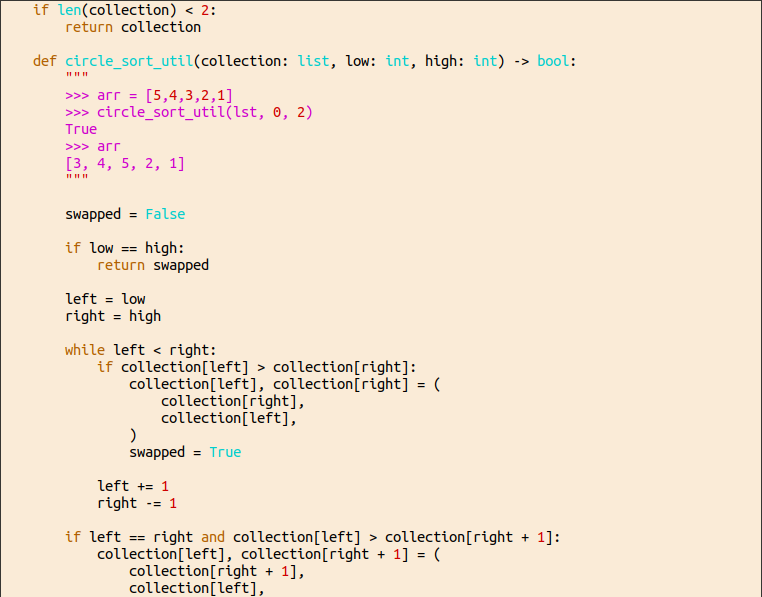 if len(collection) < 2:
return collection
def circle_sort_util(collection: list, low: int, high: int) -> bool:
"""
>>> arr = [5,4,3,2,1]
>>> circle_sort_util(lst, 0, 2)
True
>>> arr
[3, 4, 5, 2, 1]
"""
swapped = False
if low == high:
return swapped
left = low
right = high
while left < right:
if collection[left] > collection[right]:
collection[left], collection[right] = (
collection[right],
collection[left],
)
swapped = True
left += 1
right -= 1
if left == right and collection[left] > collection[right + 1]:
collection[left], collection[right + 1] = (
collection[right + 1],
collection[left],